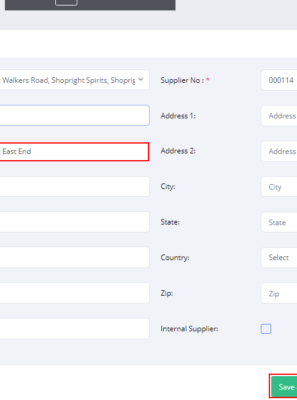 Walkers Road, Shopright Spirits, Shoprig
Supplier No : *
000114
Address 1:
Address
East End
Address 2:
Address
City:
City
State:
State
Country:
Select
Zip:
Zip
Internal Supplier:
Save